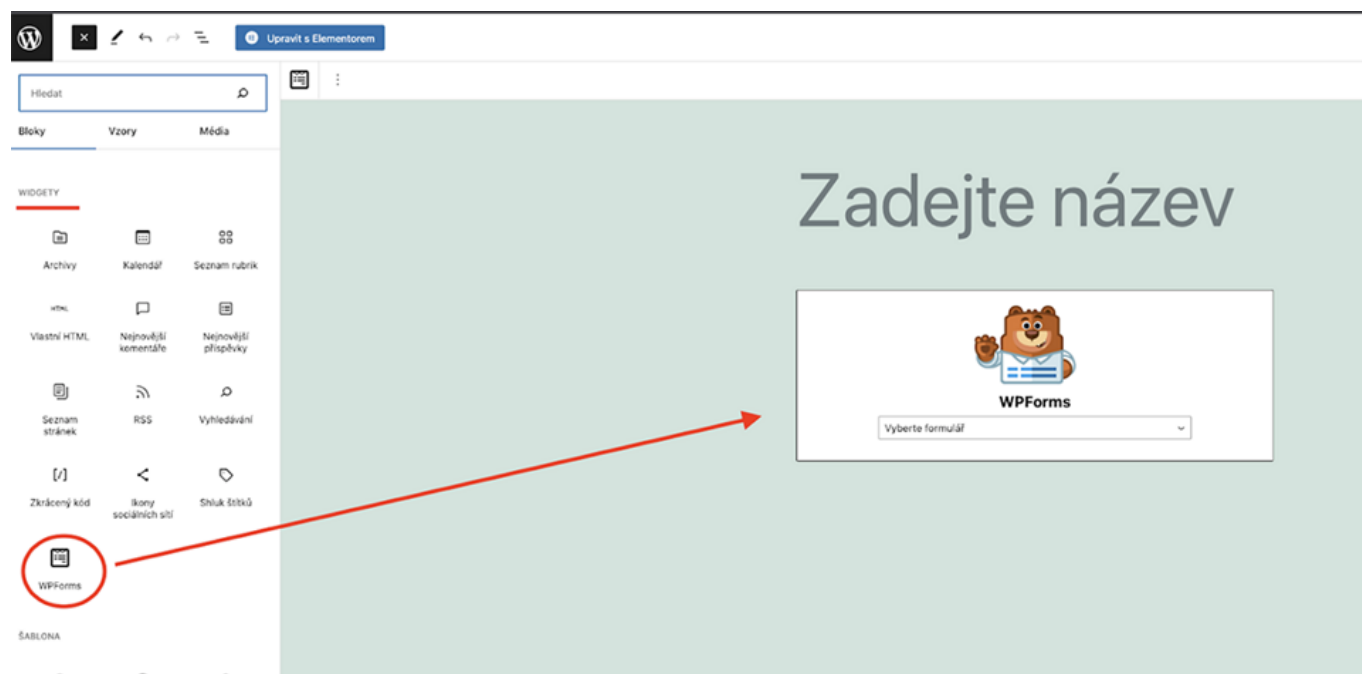 Upravit s Elementorem
Hledat
Bloky Vzory Média
WIDGETY
Archivy Kalendář Seznam rubrik
HTML
Vlastní HTML Nejnovější Nejnovější
komentáře příspěvky
Seznam RSS Vyhledávání
stránek
[/]
Zkrácený kód Ikony Shluk štítků
sociálních sítí
WPForms
ŠABLONA
Zadejte název
WPForms
Vyberte formulář